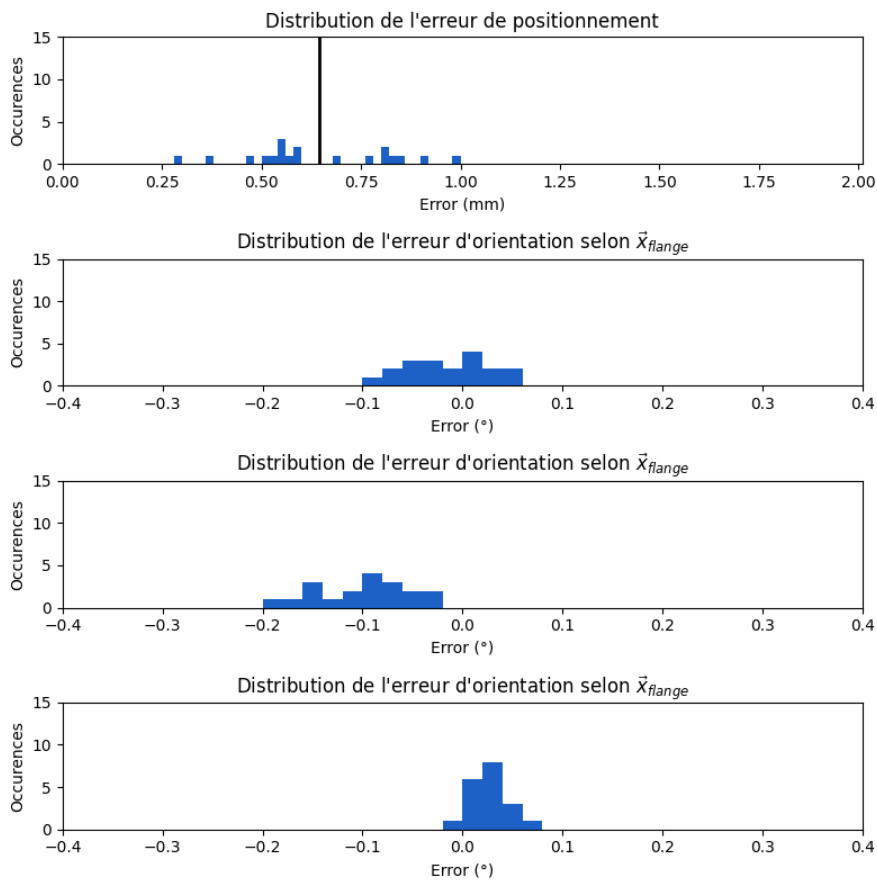 Distribution de l'erreur de positionnement
15
10
5
0
Occurences
0.00 0.25 0.50 0.75 1.00 1.25 1.50 1.75 2.00
Error (mm)
Distribution de l'erreur d'orientation selon x⃗flange
15
10
5
0
Occurences
−0.4 −0.3 −0.2 −0.1 0.0 0.1 0.2 0.3 0.4
Error (°)
Distribution de l'erreur d'orientation selon x⃗flange
15
10
5
0
Occurences
−0.4 −0.3 −0.2 −0.1 0.0 0.1 0.2 0.3 0.4
Error (°)
Distribution de l'erreur d'orientation selon x⃗flange
15
10
5
0
Occurences
−0.4 −0.3 −0.2 −0.1 0.0 0.1 0.2 0.3 0.4
Error (°)